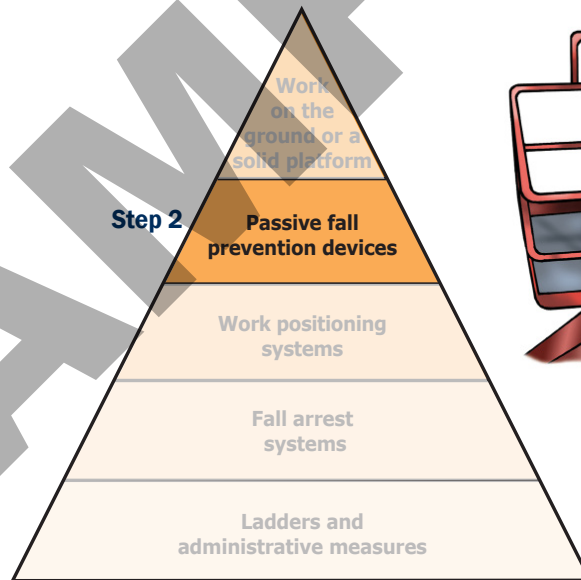 Work
on the
ground or a
solid platform
Step 2
Passive fall
prevention devices
Work positioning
systems
Fall arrest
systems
Ladders and
administrative measures